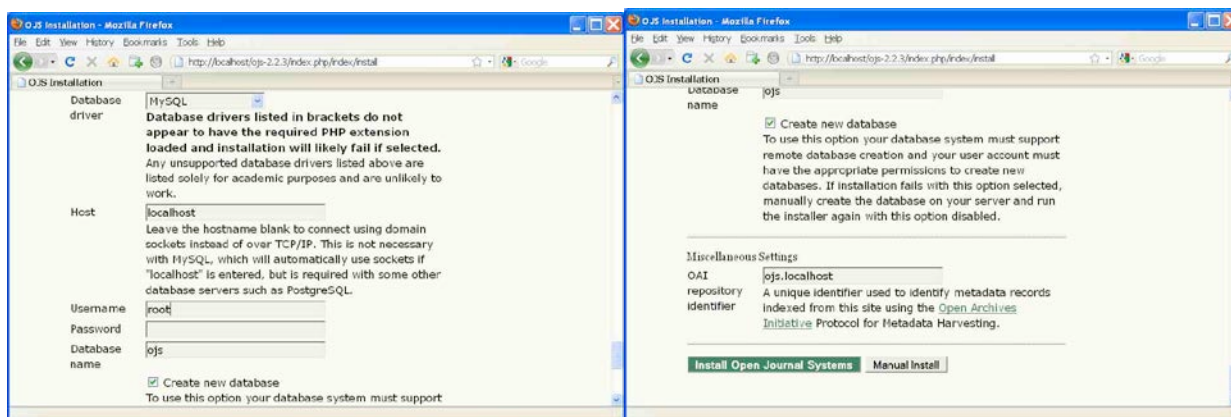 OJS Installation - Mozilla Firefox
File Edit View History Bookmarks Tools Help
http://localhost/ojs-2.2.3/index.php/index/install
Google
OJS Installation
Database driver
MySQL
Database drivers listed in brackets do not
appear to have the required PHP extension
loaded and installation will likely fail if selected.
Any unsupported database drivers listed above are
listed solely for academic purposes and are unlikely to
work.
Host
localhost
Leave the hostname blank to connect using domain
sockets instead of over TCP/IP. This is not necessary
with MySQL, which will automatically use sockets if
"localhost" is entered, but is required with some other
database servers such as PostgreSQL.
Username
root
Password
Database name
ojs
Create new database
To use this option your database system must support
OJS Installation - Mozilla Firefox
File Edit View History Bookmarks Tools Help
http://localhost/ojs-2.2.3/index.php/index/install
Google
OJS Installation
Database name
ojs
Create new database
To use this option your database system must support
remote database creation and your user account must
have the appropriate permissions to create new
databases. If installation fails with this option selected,
manually create the database on your server and run
the installer again with this option disabled.
Miscellaneous Settings
OAI repository identifier
ojs.localhost
A unique identifier used to identify metadata records
indexed from this site using the Open Archives
Initiative Protocol for Metadata Harvesting.
Install Open Journal Systems
Manual Install